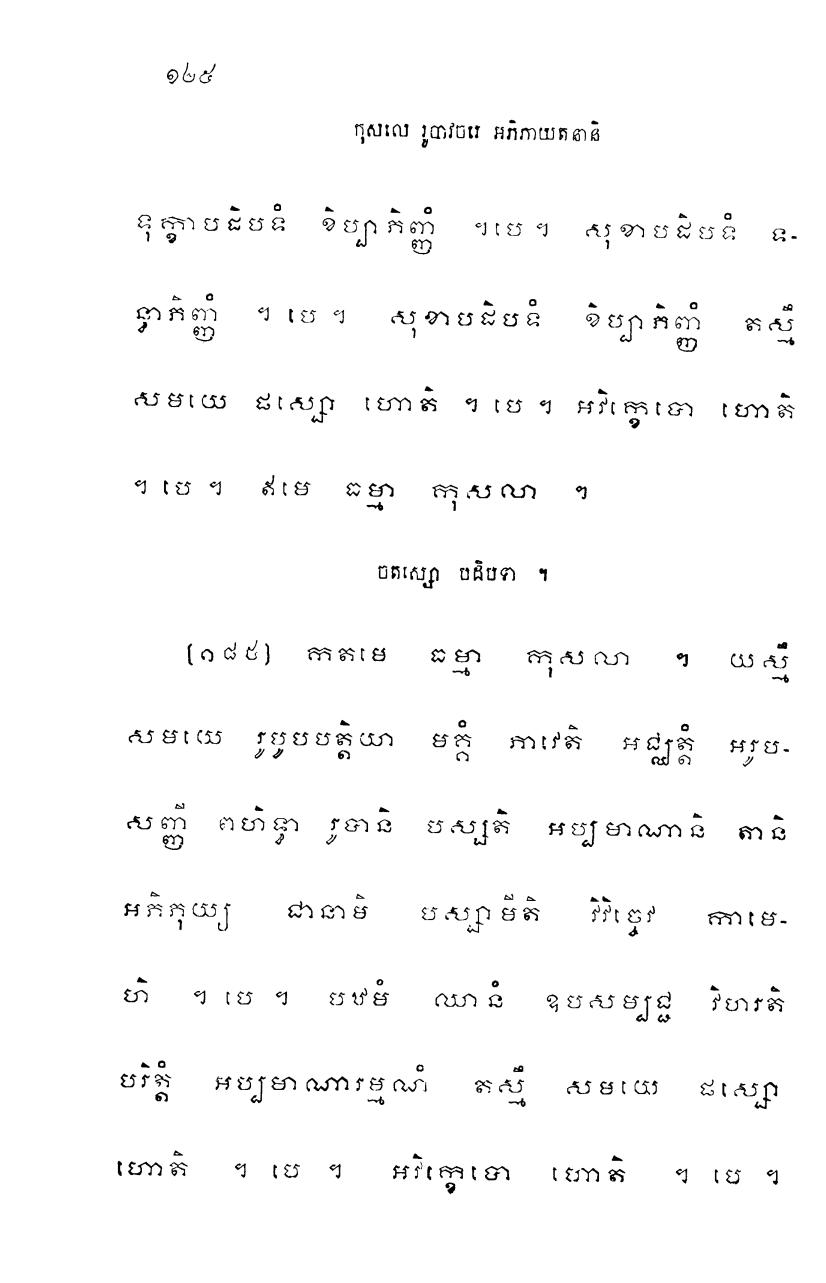 ១២៥
កុសលេ រូបាវចរេ អភិភាយតនានិ
ទុក្ខាបដិបទំ ខិប្បាភិញ្ញំ ។ បេ ។ សុខាបដិបទំ ទ-
ន្ធាភិញ្ញំ ។ បេ ។ សុខាបដិបទំ ខិប្បាភិញ្ញំ តស្មឹ
សមយេ ផស្សោ ហោតិ ។ បេ ។ អវិក្ខេបោ ហោតិ
។ បេ ។ ឥមេ ធម្មា កុសលា ។
ចតស្សោ បដិបទា ។
(១៨៥) កតមេ ធម្មា កុសលា ។ យស្មឹ
សមយេ រូបូបបត្តិយា មគ្គំ ភាវេតិ អជ្ឈត្តំ អរូប-
សញ្ញី ពហិទ្ធា រូបានិ បស្សតិ អប្បមាណានិ តានិ
អភិភុយ្យ ជានាមិ បស្សាមីតិ វិវិច្ចេវ កាមេ-
ហិ ។ បេ ។ បឋមំ ឈានំ ឧបសម្បជ្ជ វិហរតិ
បរិត្តំ អប្បមាណារម្មណំ តស្មឹ សមយេ ផស្សោ
ហោតិ ។ បេ ។ អវិក្ខេបោ ហោតិ ។ បេ ។